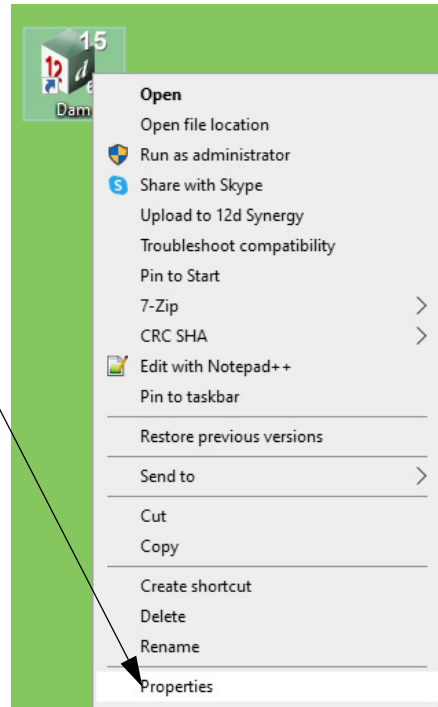 15
12 d
6
Dam
Open
Open file location
Run as administrator
S Share with Skype
Upload to 12d Synergy
Troubleshoot compatibility
Pin to Start
7-Zip
CRC SHA
Edit with Notepad++
Pin to taskbar
Restore previous versions
Send to
Cut
Copy
Create shortcut
Delete
Rename
Properties